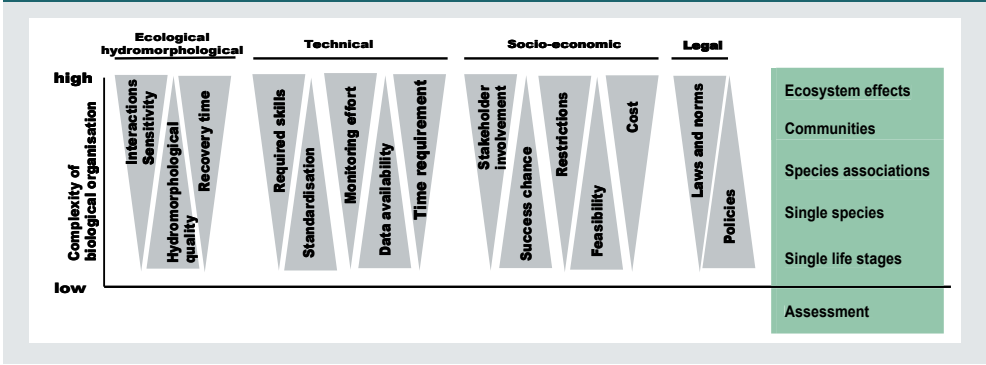 Ecological
hydromorphological
Technical
Socio-economic
Legal
high
low
Complexity of
biological organisation
Interactions
Sensitivity
Hydromorphological
quality
Recovery time
Required skills
Standardisation
Monitoring effort
Data availability
Time requirement
Stakeholder
involvement
Success chance
Restrictions
Feasibility
Cost
Laws and norms
Policies
Ecosystem effects
Communities
Species associations
Single species
Single life stages
Assessment